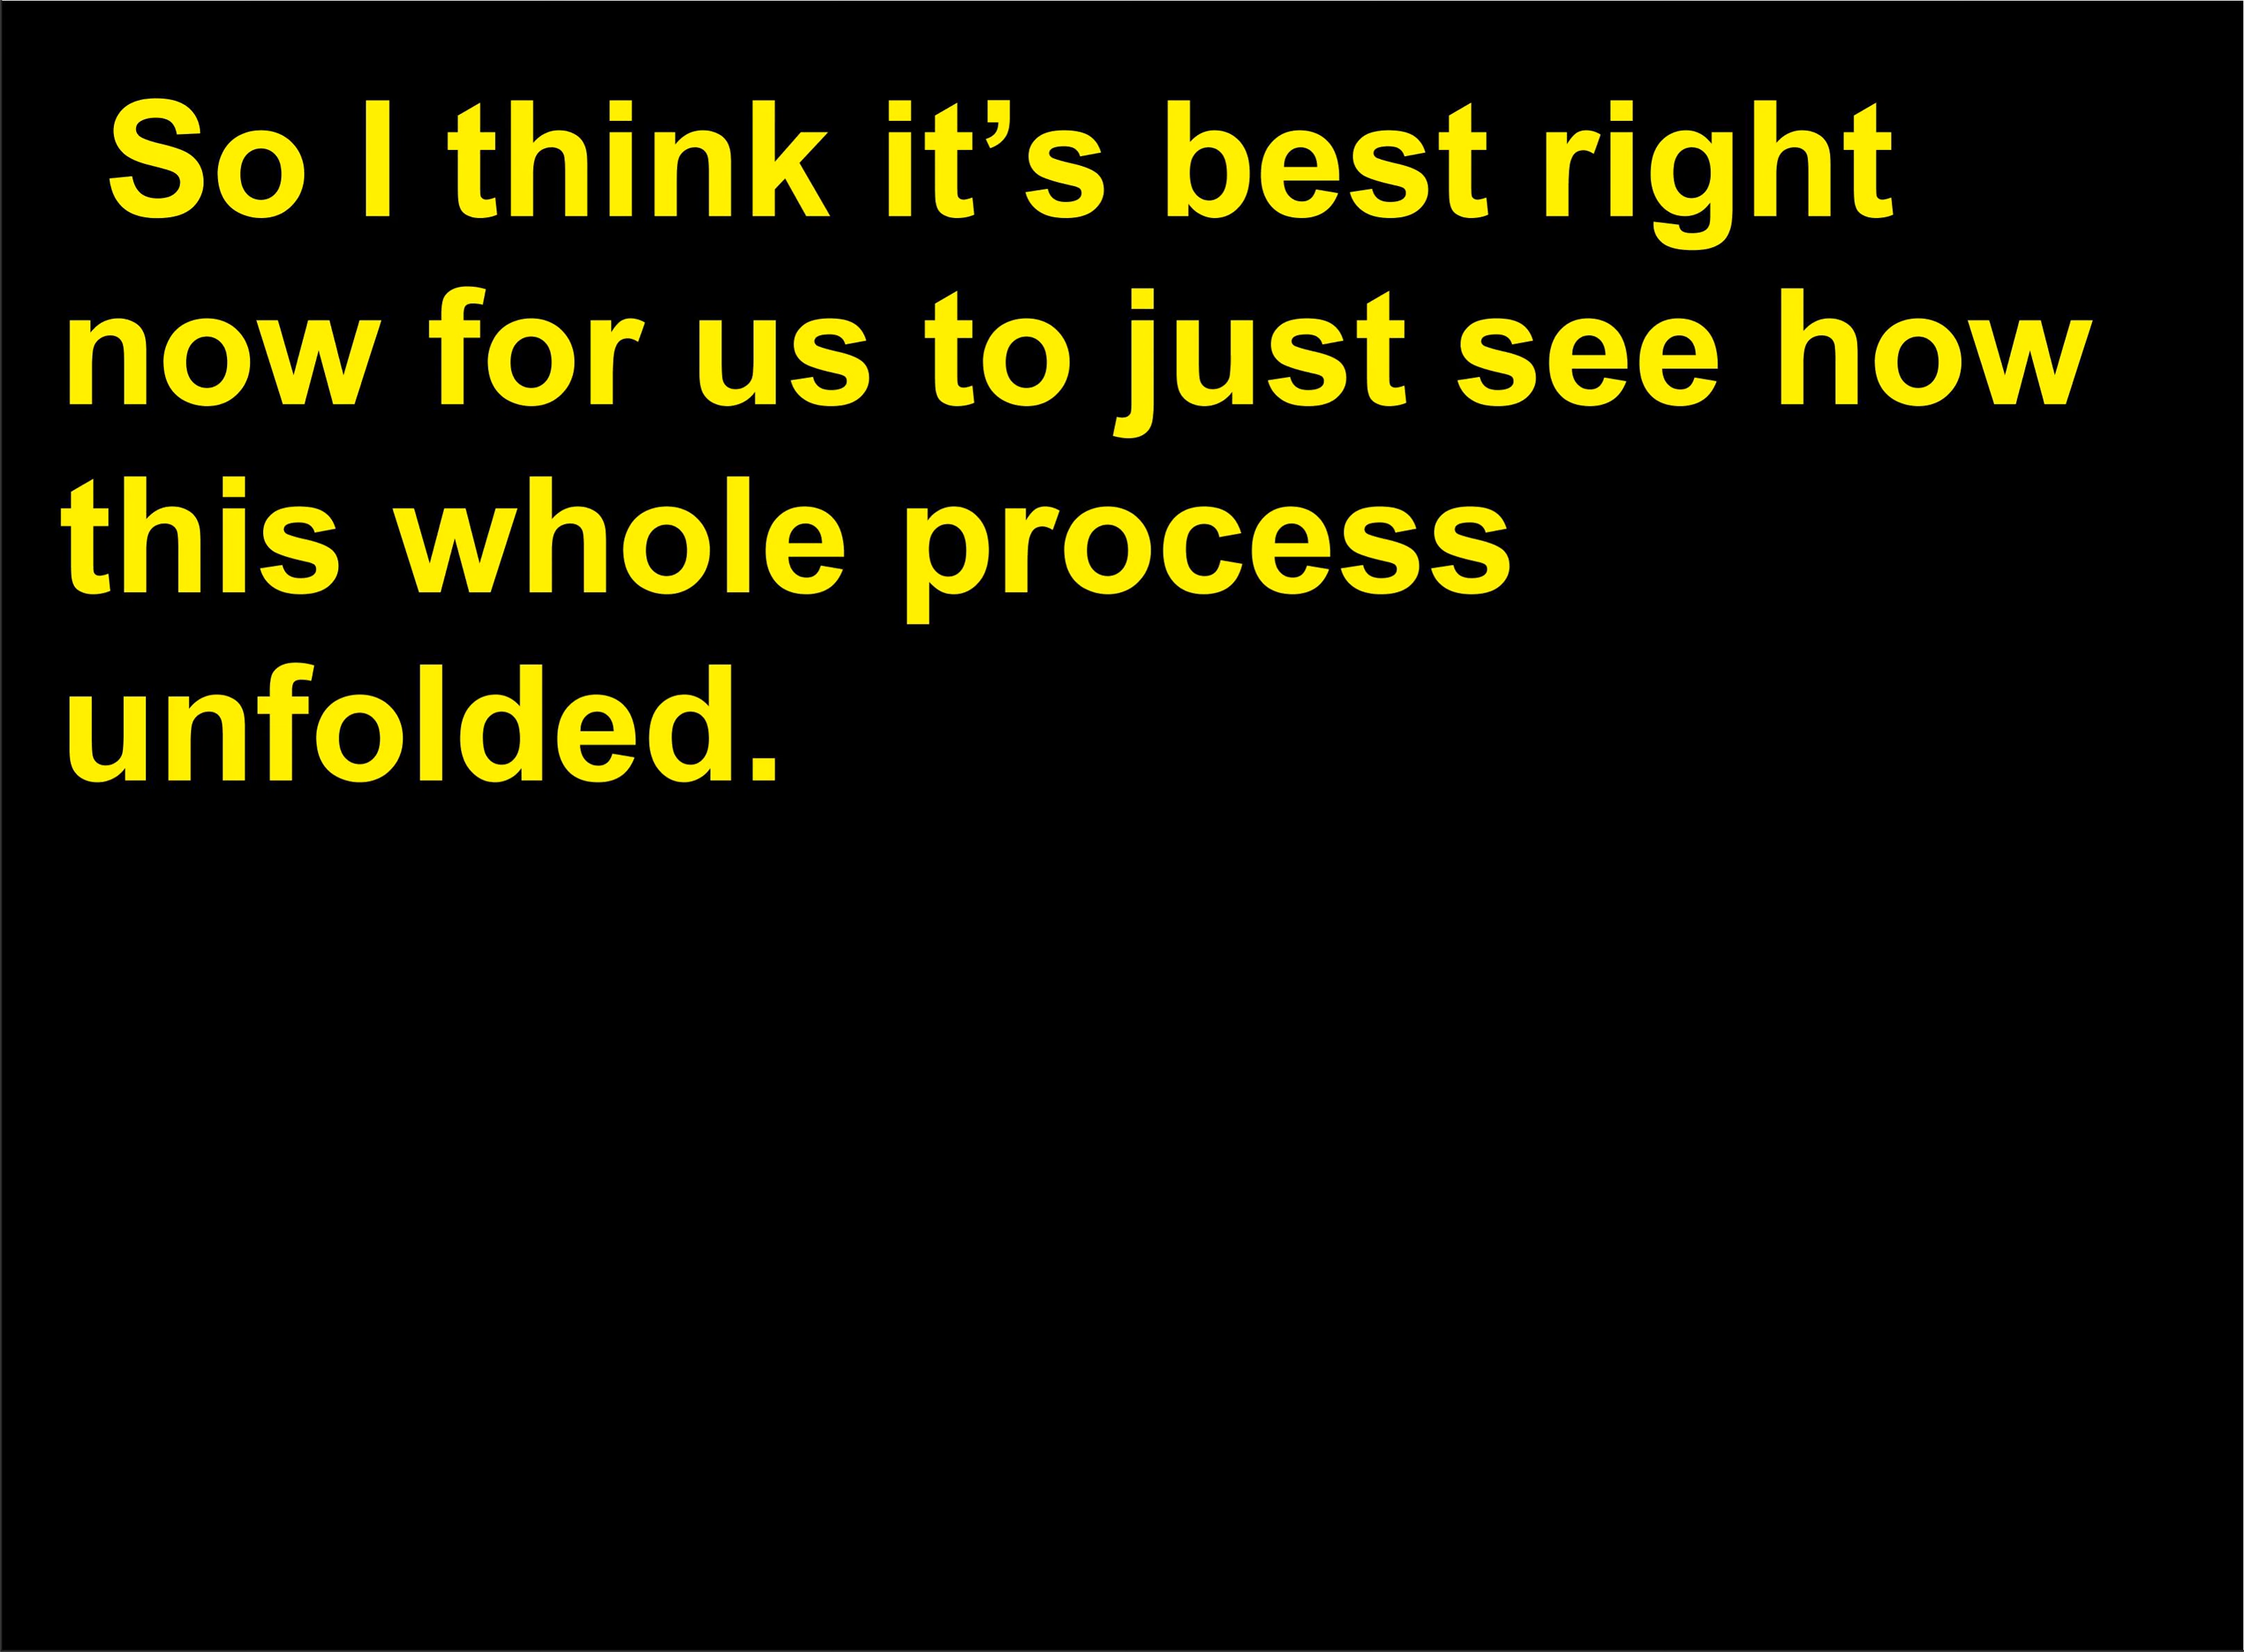 So I think it’s best right
now for us to just see how
this whole process
unfolded.